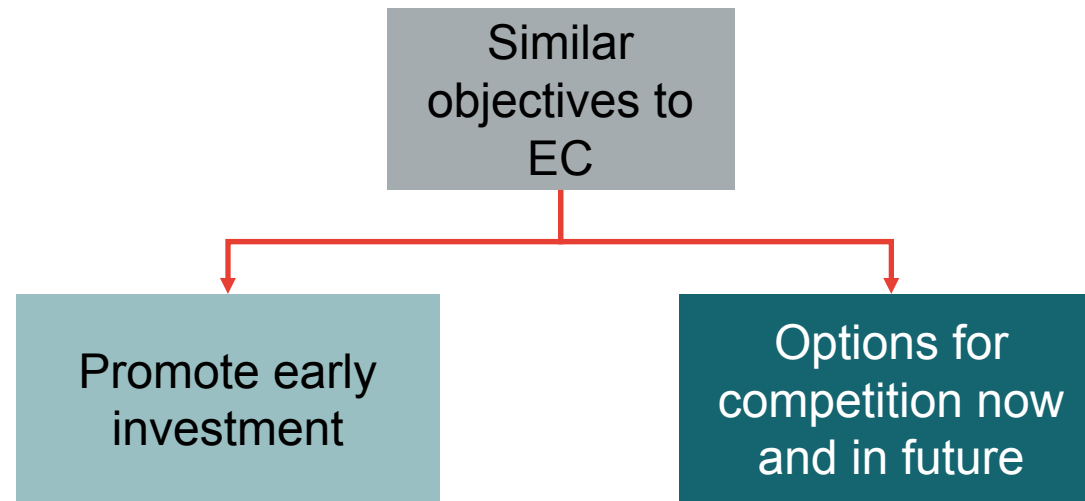 Similar
objectives to
EC
Promote early
investment
Options for
competition now
and in future